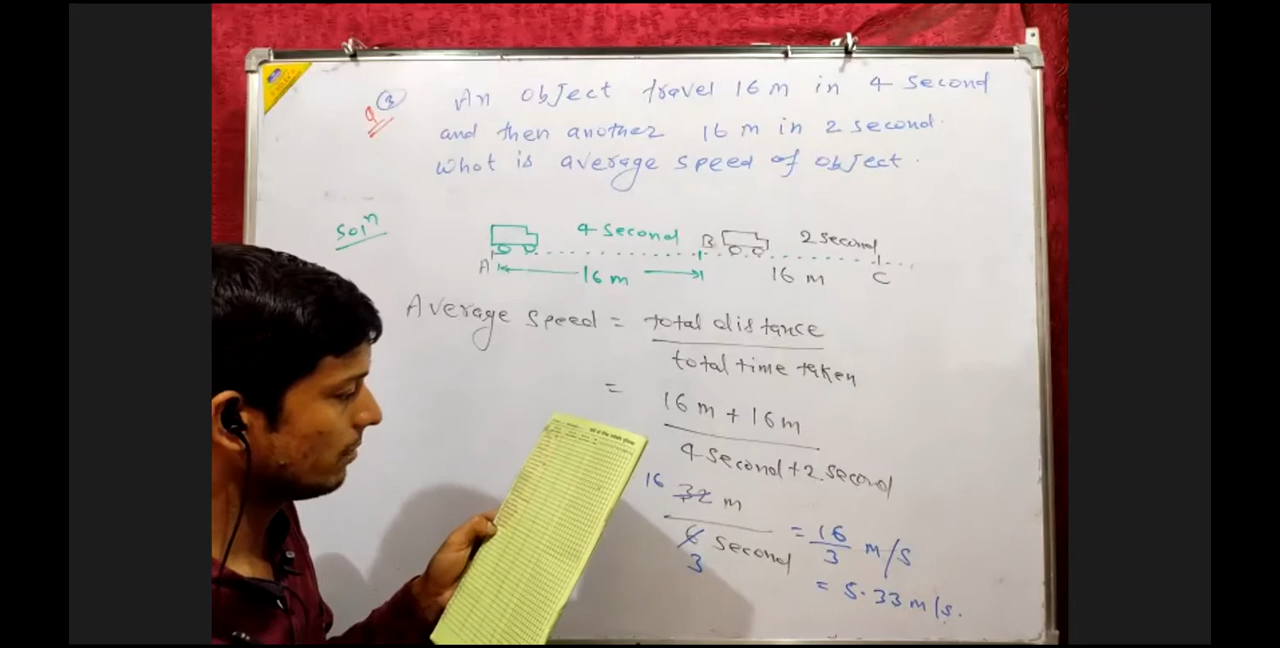 Q ③ An object travel 16 m in 4 second
and then another 16 m in 2 second.
What is average speed of object.
Solⁿ
4 second B 2 second
A 16 m 16 m C
Average speed = total distance
total time taken
= 16 m + 16 m
4 second + 2 second
16 32 m
6 second = 16/3 m/s
3
= 5.33 m/s.